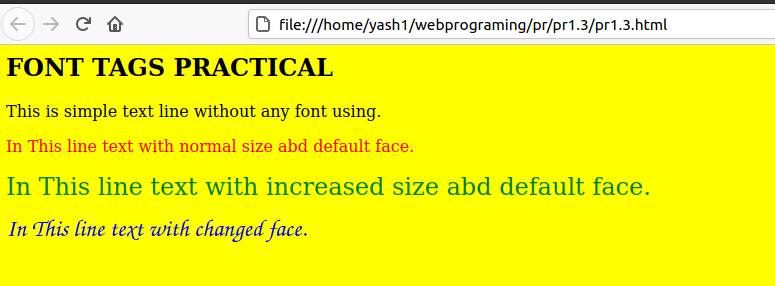 file:///home/yash1/webprograming/pr/pr1.3/pr1.3.html
FONT TAGS PRACTICAL
This is simple text line without any font using.
In This line text with normal size abd default face.
In This line text with increased size abd default face.
In This line text with changed face.